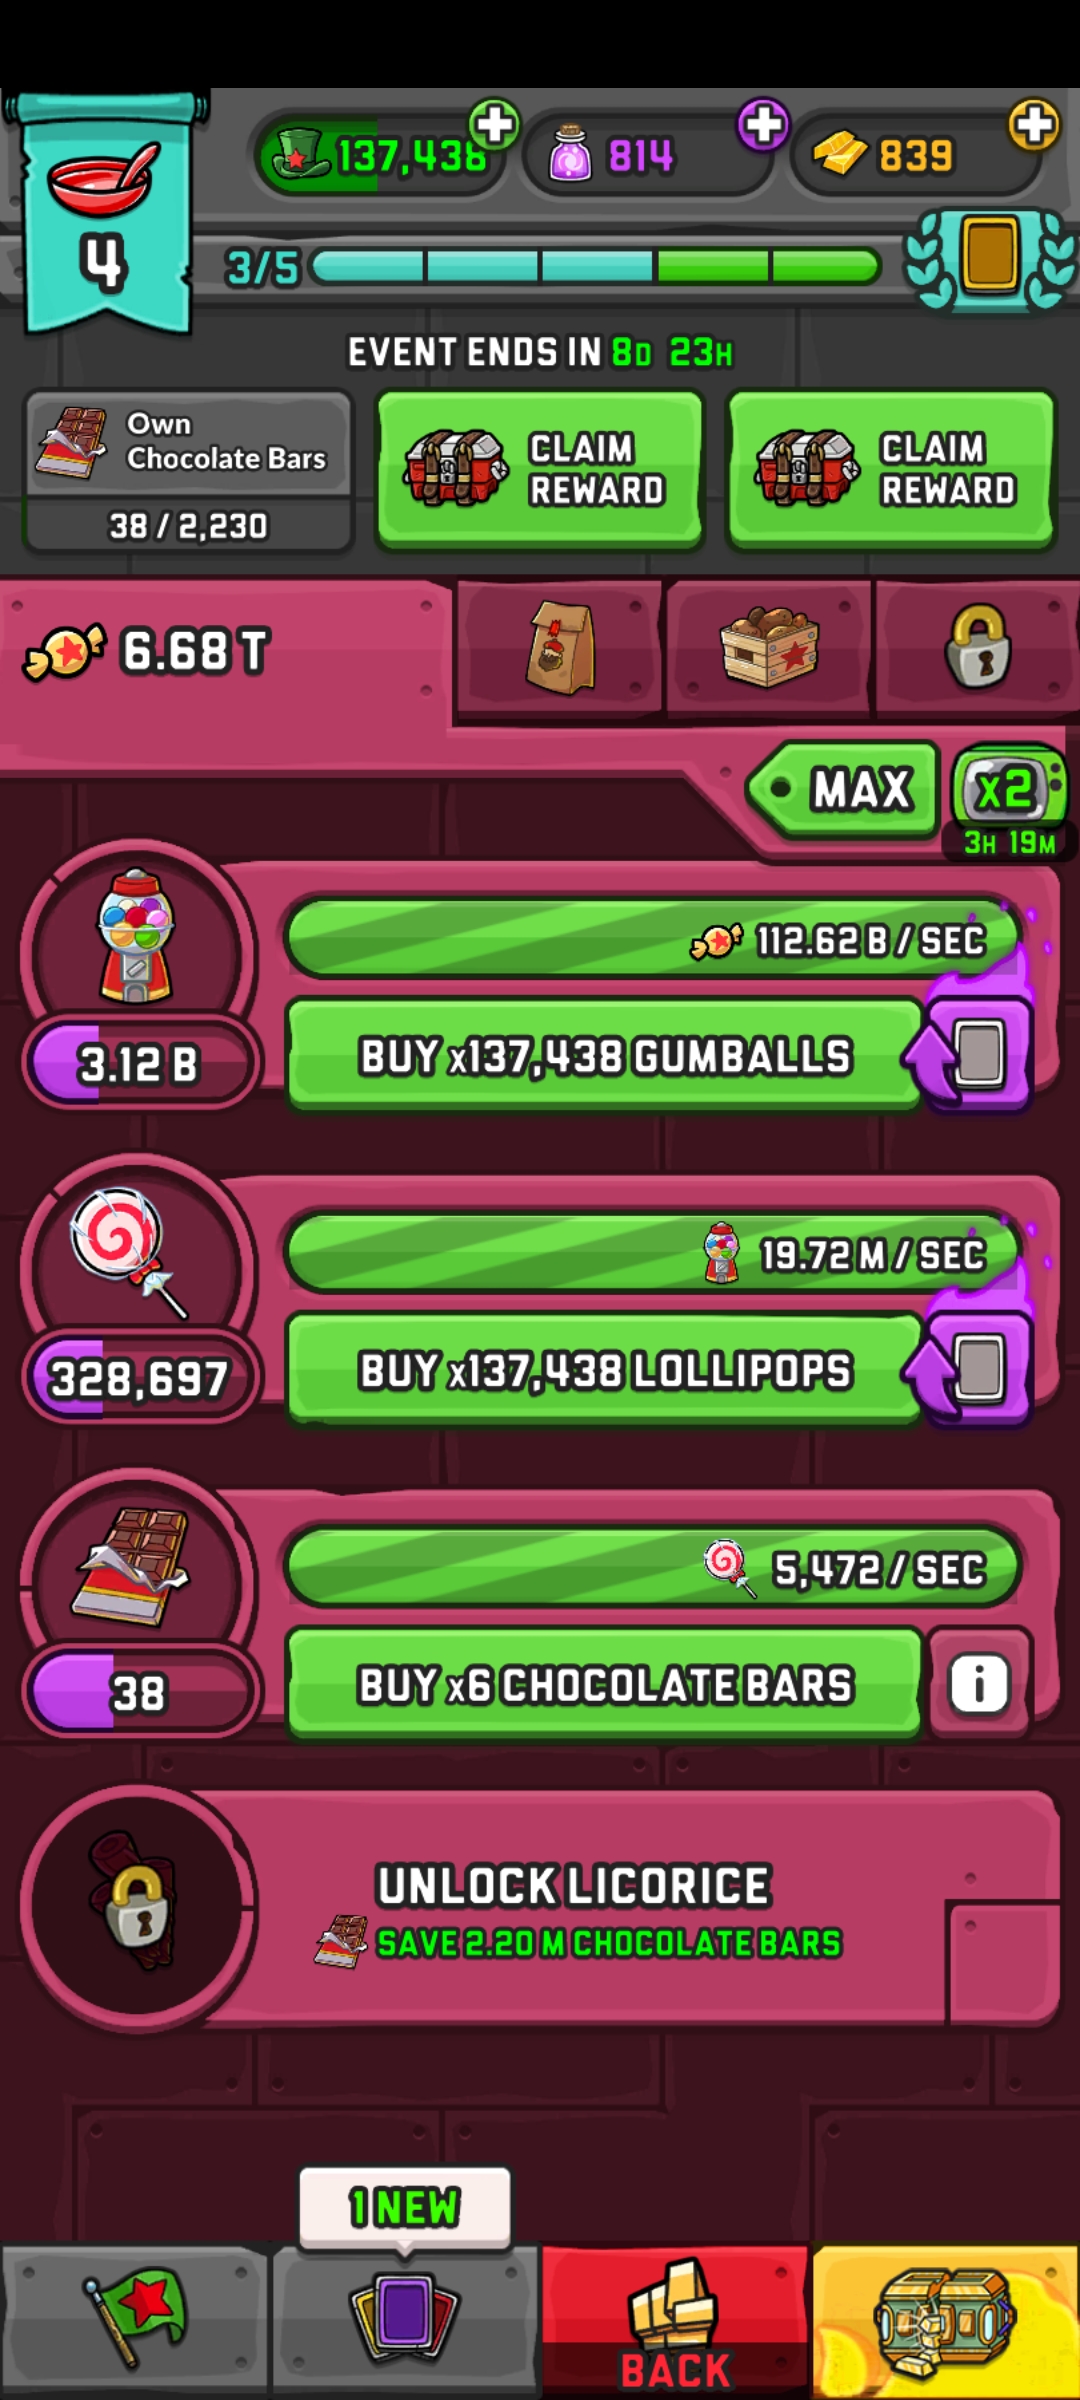 137,438
814
839
4
3/5
EVENT ENDS IN 8D 23H
Own
Chocolate Bars
38 / 2,230
CLAIM
REWARD
CLAIM
REWARD
6.68 T
MAX
x2
3H 19M
112.62 B / SEC
3.12 B
BUY x137,438 GUMBALLS
19.72 M / SEC
328,697
BUY x137,438 LOLLIPOPS
5,472 / SEC
38
BUY x6 CHOCOLATE BARS
i
UNLOCK LICORICE
SAVE 2.20 M CHOCOLATE BARS
1 NEW
BACK